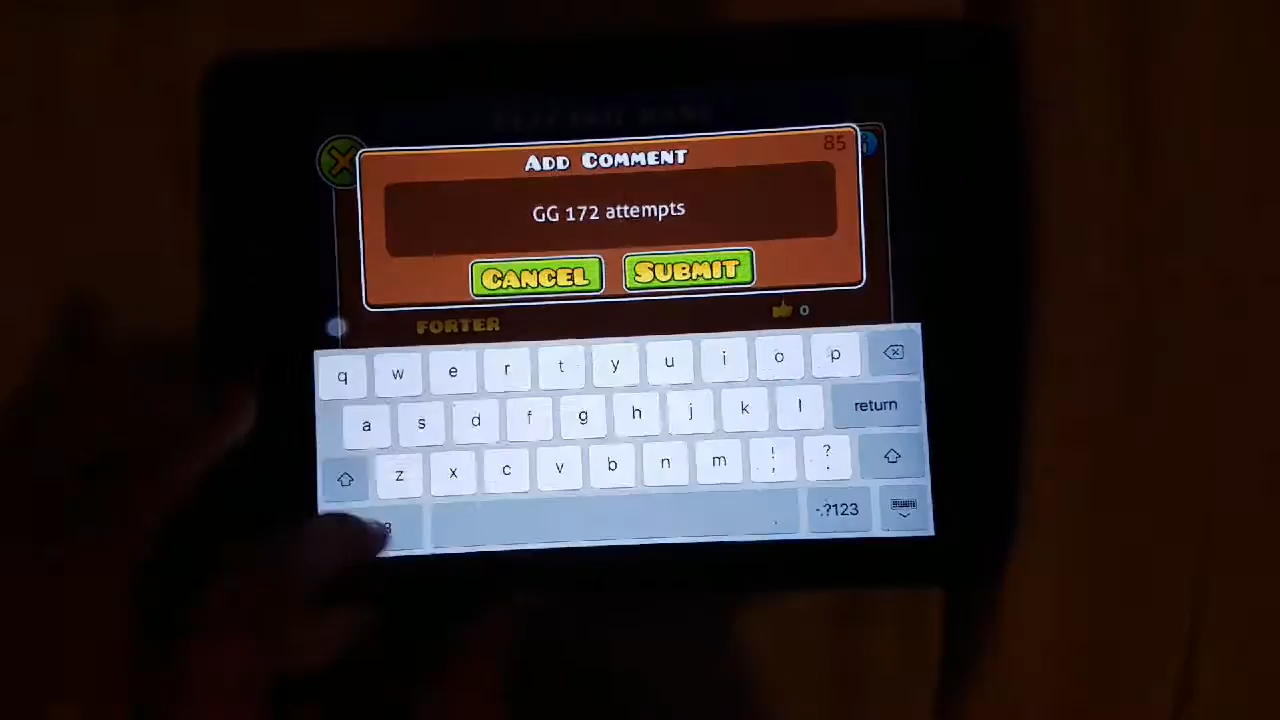 85
Add Comment
GG 172 attempts
Cancel Submit
Forter 0
q w e r t y u i o p
a s d f g h j k l return
z x c v b n m ! , ? .
.?123